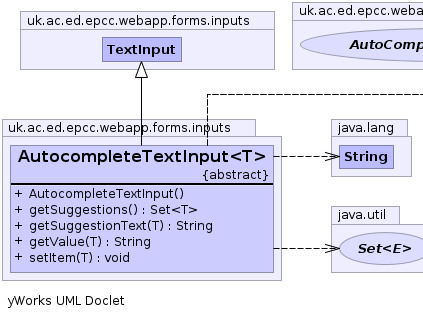 uk.ac.ed.epcc.webapp.forms.inputs
TextInput
uk.ac.ed.epcc.weba
AutoComp
uk.ac.ed.epcc.webapp.forms.inputs
AutocompleteTextInput<T>
{abstract}
+ AutocompleteTextInput()
+ getSuggestions() : Set<T>
+ getSuggestionText(T) : String
+ getValue(T) : String
+ setItem(T) : void
java.lang
String
java.util
Set<E>
yWorks UML Doclet